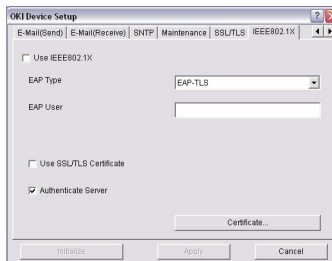 OKI Device Setup
E-Mail(Send) E-Mail(Receive) SNTP Maintenance SSL/TLS IEEE802.1X
Use IEEE802.1X
EAP Type EAP-TLS
EAP User
Use SSL/TLS Certificate
Authenticate Server
Certificate...
Initialize Apply Cancel